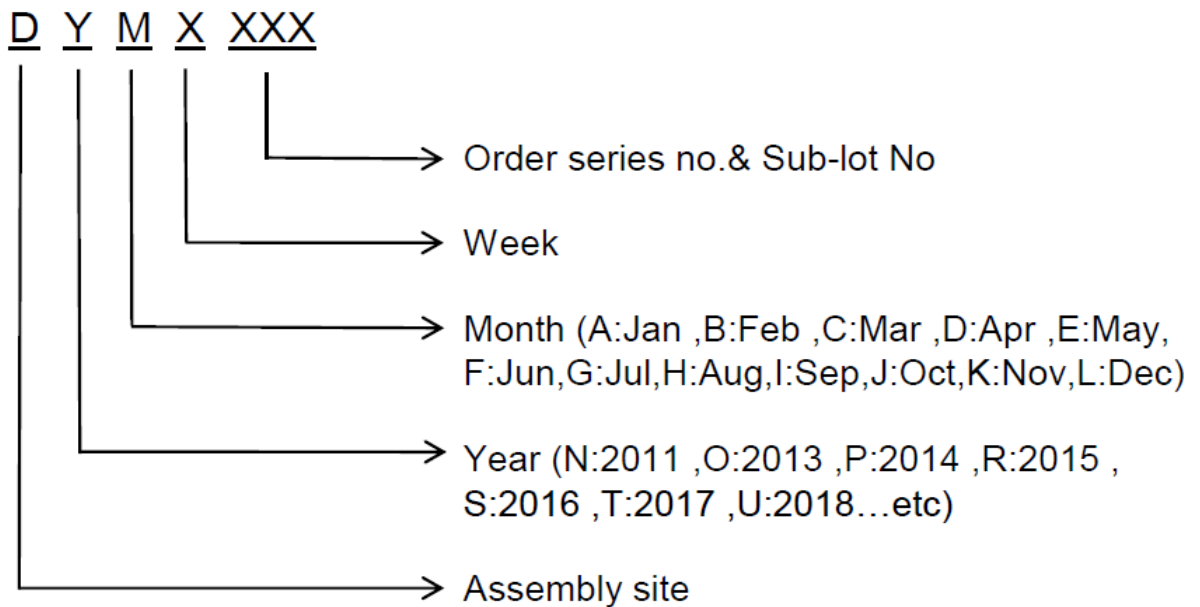 D Y M X XXX
Order series no.& Sub-lot No
Week
Month (A:Jan ,B:Feb ,C:Mar ,D:Apr ,E:May,
F:Jun,G:Jul,H:Aug,I:Sep,J:Oct,K:Nov,L:Dec)
Year (N:2011 ,O:2013 ,P:2014 ,R:2015 ,
S:2016 ,T:2017 ,U:2018...etc)
Assembly site